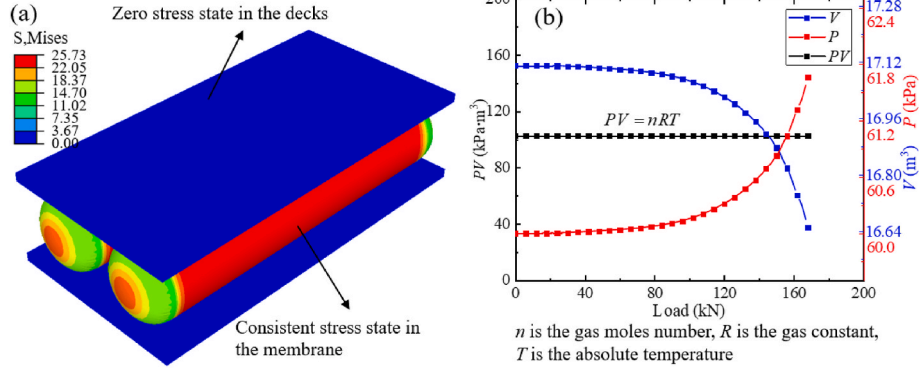 (a)
Zero stress state in the decks
S,Mises
25.73
22.05
18.37
14.70
11.02
7.35
3.67
0.00
Consistent stress state in
the membrane
(b)
V
P
PV
PV = nRT
PV (kPa·m³)
200
160
120
80
40
0
0 40 80 120 160 200
Load (kN)
17.28
17.12
16.96
16.80
16.64
V (m³)
62.4
61.8
61.2
60.6
60.0
P (kPa)
n is the gas moles number, R is the gas constant,
T is the absolute temperature